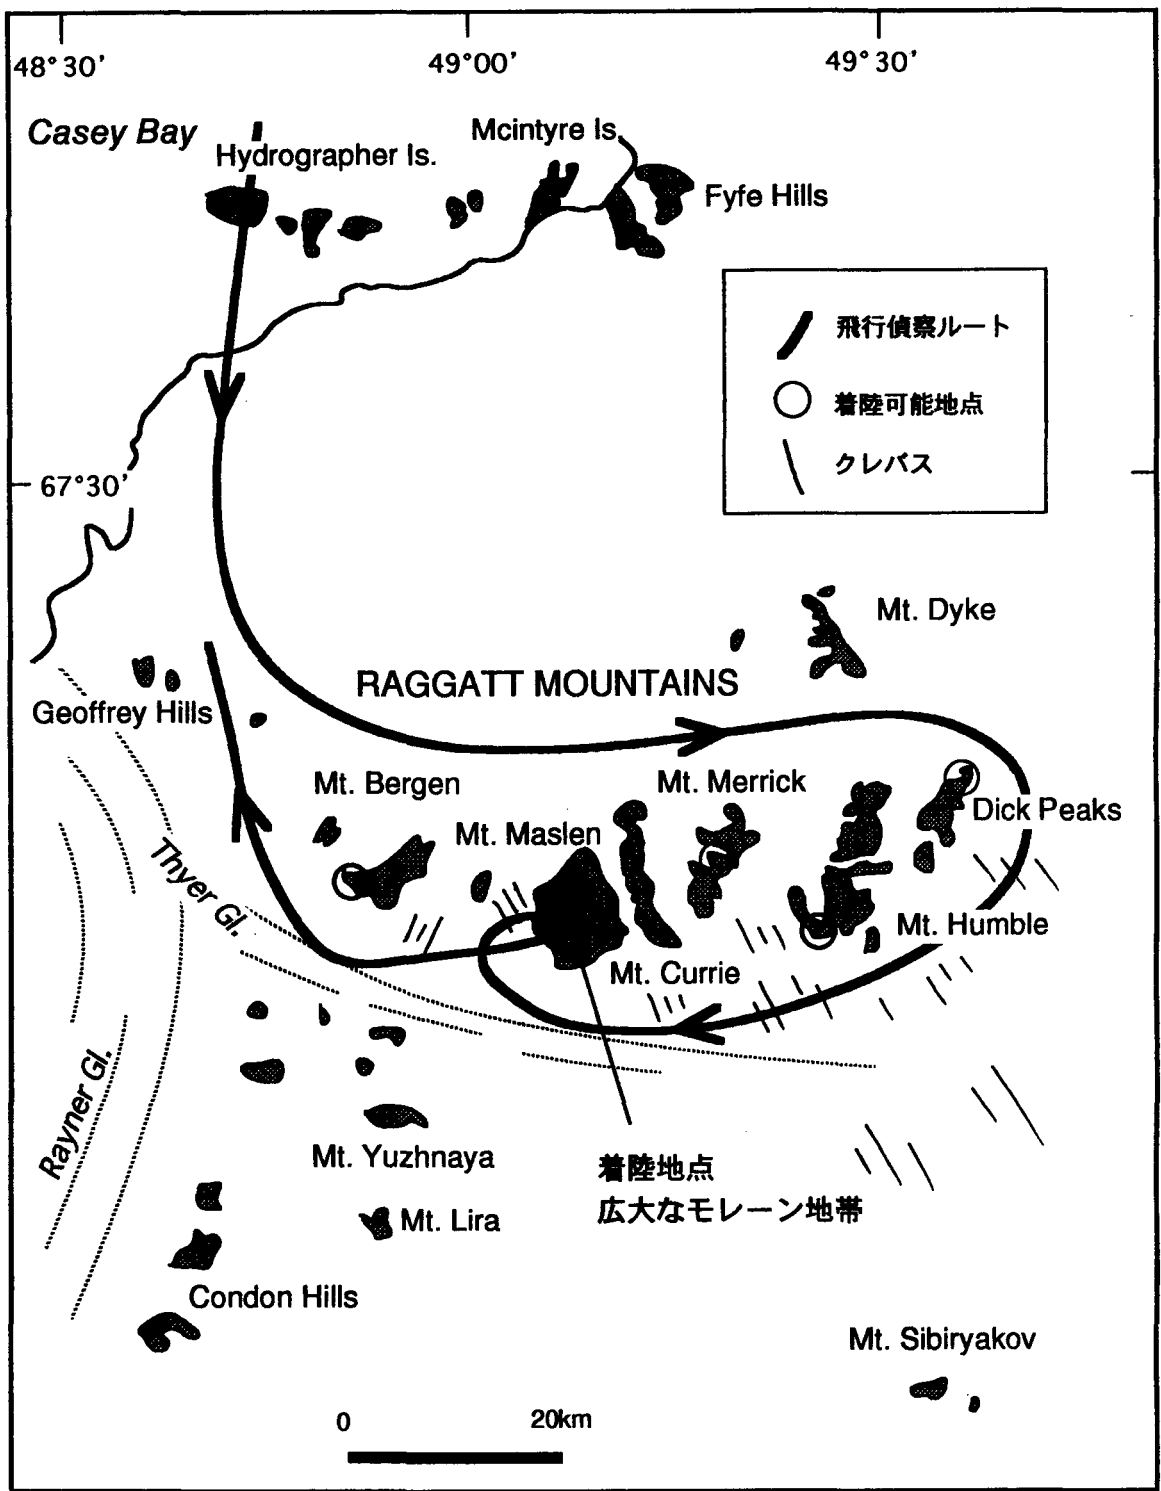 48°30'
49°00'
49°30'
Casey Bay
Hydrographer Is.
Mcintyre Is.
Fyfe Hills
飛行偵察ルート
着陸可能地点
クレバス
67°30'
Mt. Dyke
RAGGATT MOUNTAINS
Geoffrey Hills
Mt. Bergen
Mt. Merrick
Mt. Maslen
Dick Peaks
Thyer Gl.
Mt. Humble
Mt. Currie
Rayner Gl.
Mt. Yuzhnaya
着陸地点
広大なモレーン地帯
Mt. Lira
Condon Hills
Mt. Sibiryakov
0
20km